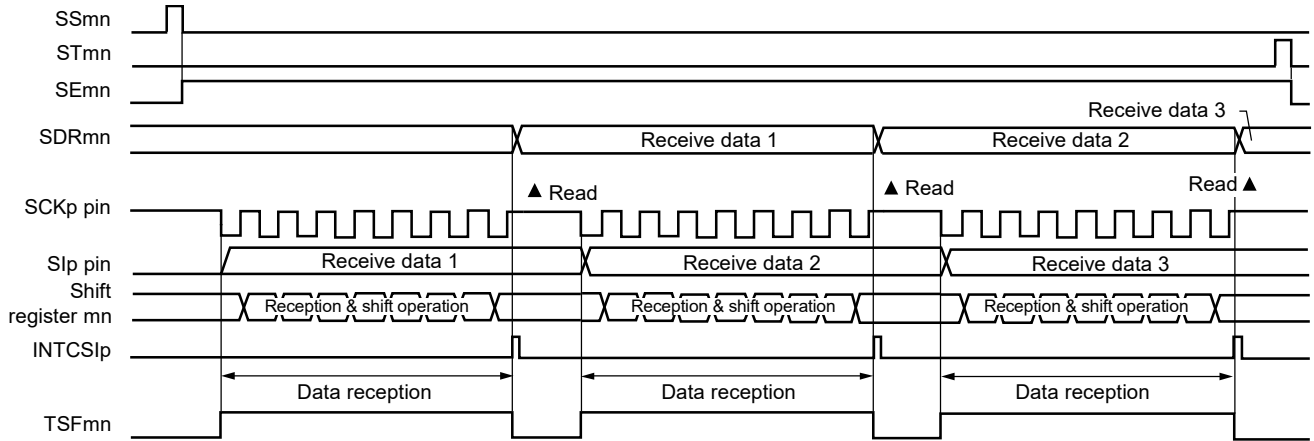 SSmn
STmn
SEmn
Receive data 3
SDRmn
Receive data 1
Receive data 2
▲ Read
▲ Read
Read ▲
SCKp pin
SIp pin
Receive data 1
Receive data 2
Receive data 3
Shift
register mn
Reception & shift operation
Reception & shift operation
Reception & shift operation
INTCSIp
Data reception
Data reception
Data reception
TSFmn